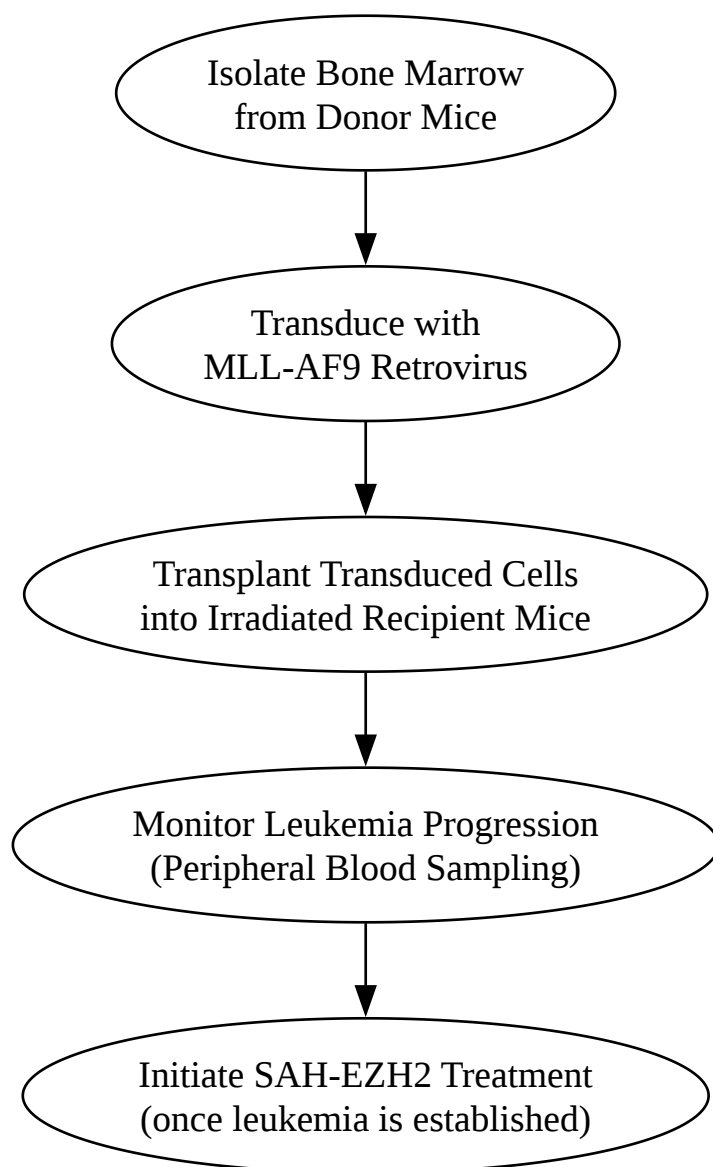 Isolate Bone Marrow
from Donor Mice
Transduce with
MLL-AF9 Retrovirus
Transplant Transduced Cells
into Irradiated Recipient Mice
Monitor Leukemia Progression
(Peripheral Blood Sampling)
Initiate SAH-EZH2 Treatment
(once leukemia is established)